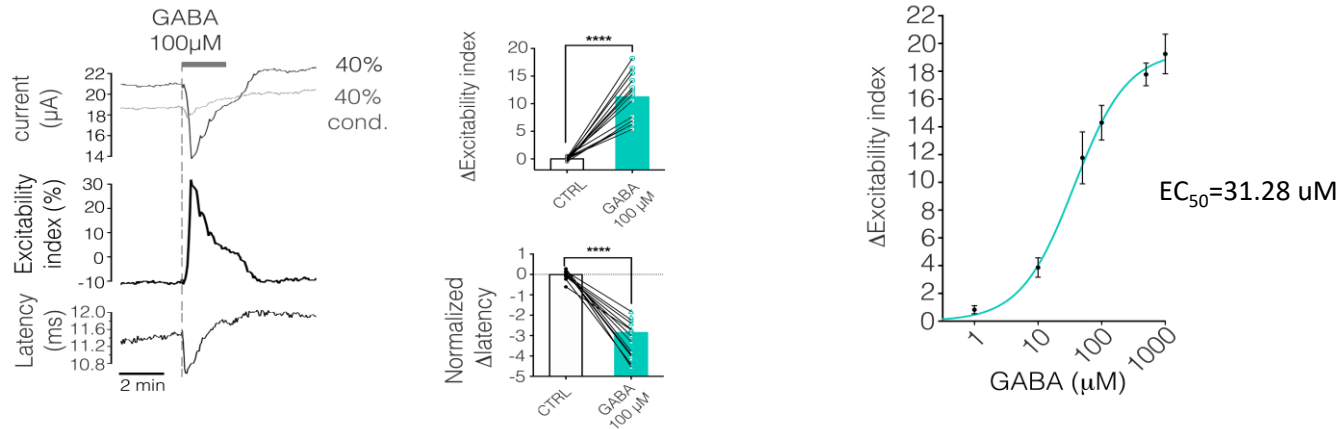 GABA
100μM
40%
40%
cond.
current
(μA)
22
20
18
16
14
Excitability
index (%)
30
20
10
0
-10
Latency
(ms)
12.0
11.6
11.2
10.8
2 min
****
ΔExcitability index
20
15
10
5
0
CTRL
GABA
100 μM
****
Normalized
Δlatency
1
0
-1
-2
-3
-4
-5
CTRL
GABA
100 μM
ΔExcitability index
22
20
18
16
14
12
10
8
6
4
2
0
EC50=31.28 uM
1
10
100
1000
GABA (μM)